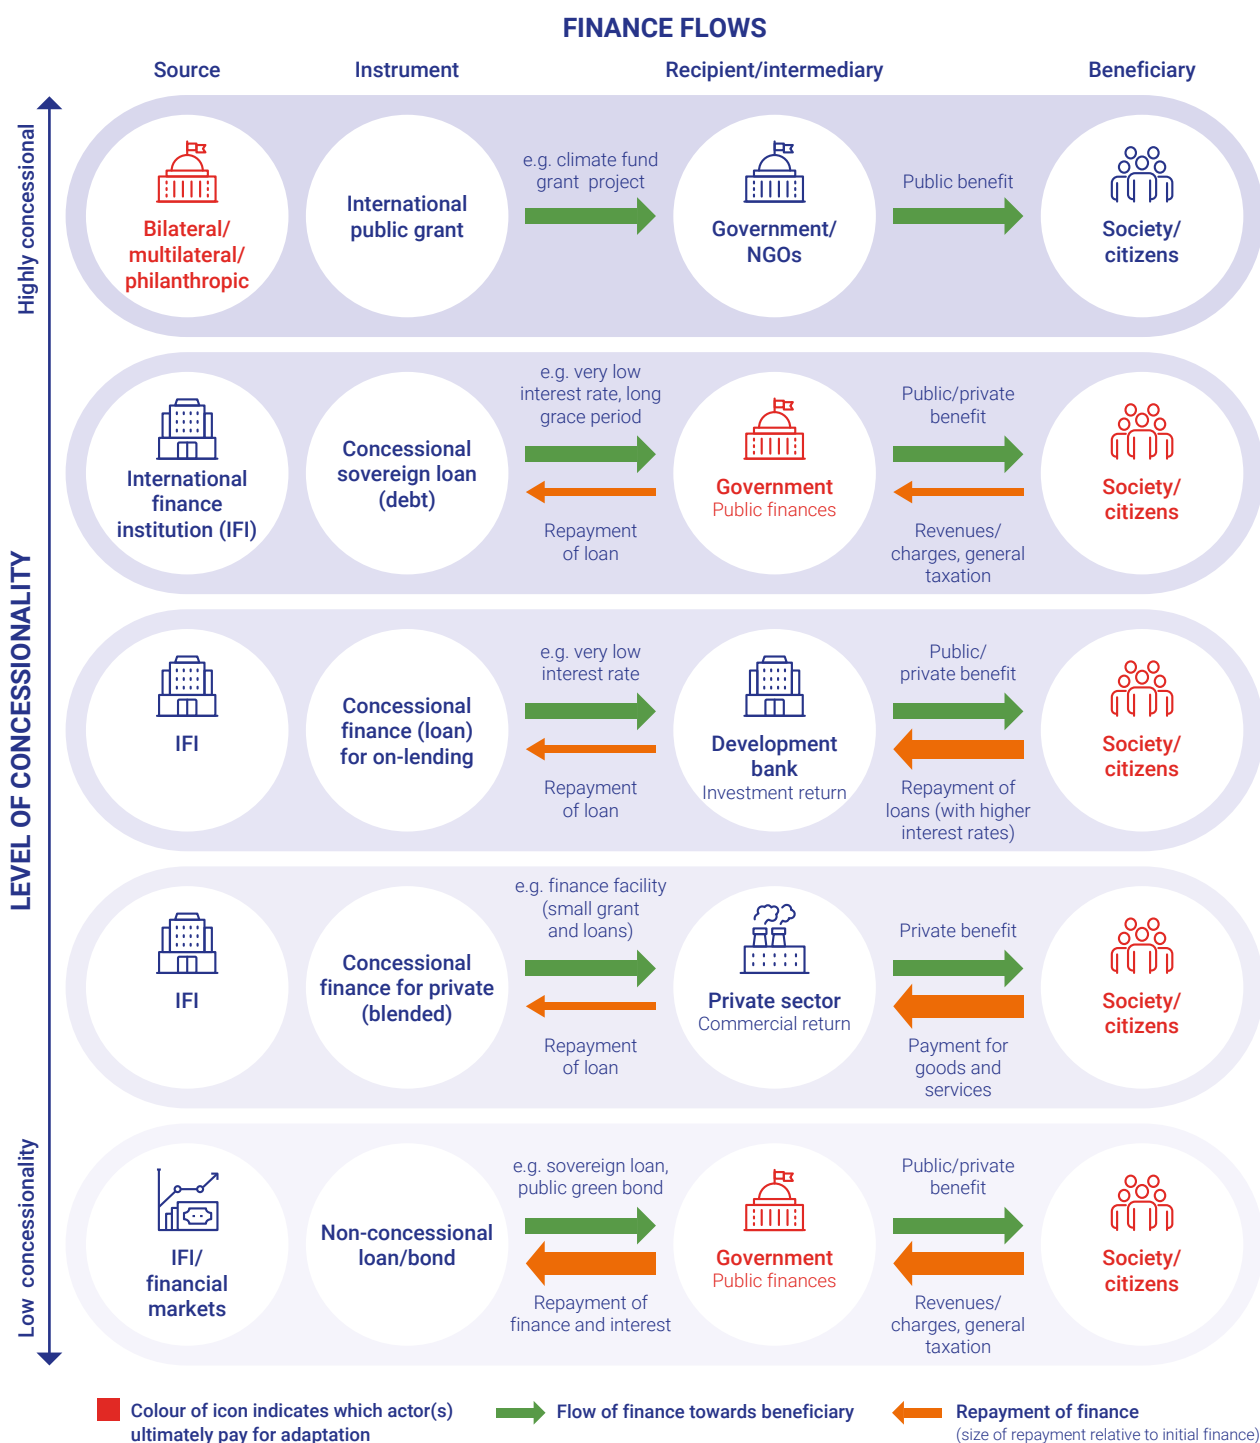 FINANCE FLOWS
Source
Instrument
Recipient/intermediary
Beneficiary
LEVEL OF CONCESSIONALITY
Highly concessional
Low concessionality
Bilateral/
multilateral/
philanthropic
International
public grant
e.g. climate fund
grant project
Government/
NGOs
Public benefit
Society/
citizens
International
finance
institution (IFI)
Concessional
sovereign loan
(debt)
e.g. very low
interest rate, long
grace period
Repayment
of loan
Government
Public finances
Public/private
benefit
Revenues/
charges, general
taxation
Society/
citizens
IFI
Concessional
finance (loan)
for on-lending
e.g. very low
interest rate
Repayment
of loan
Development
bank
Investment return
Public/
private benefit
Repayment of
loans (with higher
interest rates)
Society/
citizens
IFI
Concessional
finance for private
(blended)
e.g. finance facility
(small grant
and loans)
Repayment
of loan
Private sector
Commercial return
Private benefit
Payment for
goods and
services
Society/
citizens
IFI/
financial
markets
Non-concessional
loan/bond
e.g. sovereign loan,
public green bond
Repayment of
finance and interest
Government
Public finances
Public/private
benefit
Revenues/
charges, general
taxation
Society/
citizens
Colour of icon indicates which actor(s)
ultimately pay for adaptation
Flow of finance towards beneficiary
Repayment of finance
(size of repayment relative to initial finance)